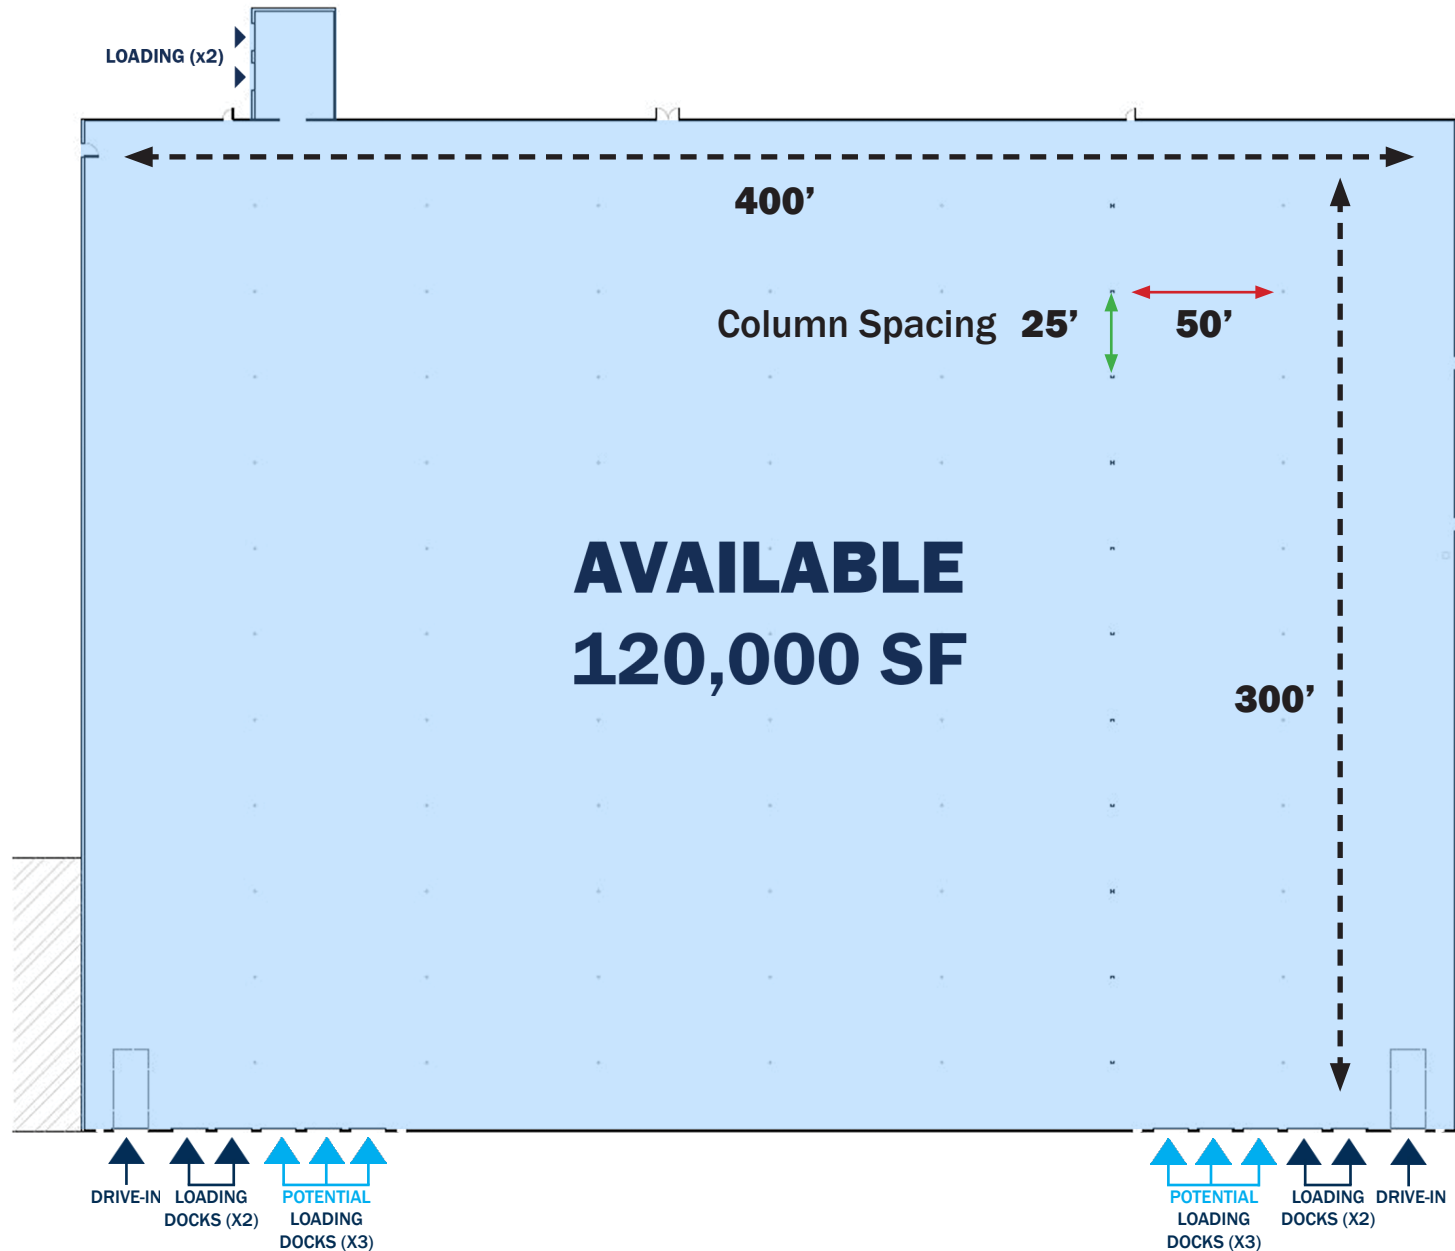 LOADING (x2)
400’
Column Spacing 25’ 50’
AVAILABLE
120,000 SF
300’
DRIVE-IN
LOADING
DOCKS (X2)
POTENTIAL
LOADING
DOCKS (X3)
POTENTIAL
LOADING
DOCKS (X3)
LOADING
DOCKS (X2)
DRIVE-IN